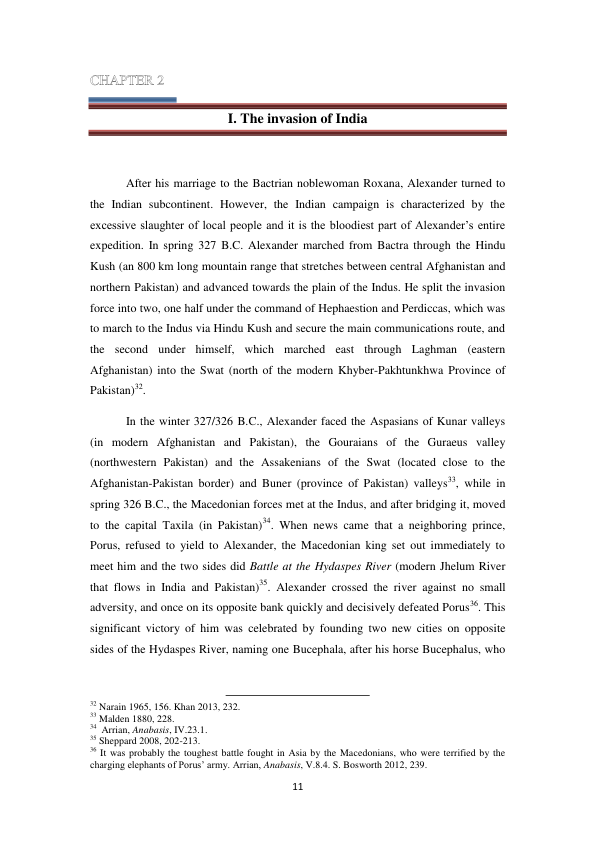 CHAPTER 2
I. The invasion of India
After his marriage to the Bactrian noblewoman Roxana, Alexander turned to
the Indian subcontinent. However, the Indian campaign is characterized by the
excessive slaughter of local people and it is the bloodiest part of Alexander’s entire
expedition. In spring 327 B.C. Alexander marched from Bactra through the Hindu
Kush (an 800 km long mountain range that stretches between central Afghanistan and
northern Pakistan) and advanced towards the plain of the Indus. He split the invasion
force into two, one half under the command of Hephaestion and Perdiccas, which was
to march to the Indus via Hindu Kush and secure the main communications route, and
the second under himself, which marched east through Laghman (eastern
Afghanistan) into the Swat (north of the modern Khyber-Pakhtunkhwa Province of
Pakistan)32.
In the winter 327/326 B.C., Alexander faced the Aspasians of Kunar valleys
(in modern Afghanistan and Pakistan), the Gouraians of the Guraeus valley
(northwestern Pakistan) and the Assakenians of the Swat (located close to the
Afghanistan-Pakistan border) and Buner (province of Pakistan) valleys33, while in
spring 326 B.C., the Macedonian forces met at the Indus, and after bridging it, moved
to the capital Taxila (in Pakistan)34. When news came that a neighboring prince,
Porus, refused to yield to Alexander, the Macedonian king set out immediately to
meet him and the two sides did Battle at the Hydaspes River (modern Jhelum River
that flows in India and Pakistan)35. Alexander crossed the river against no small
adversity, and once on its opposite bank quickly and decisively defeated Porus36. This
significant victory of him was celebrated by founding two new cities on opposite
sides of the Hydaspes River, naming one Bucephala, after his horse Bucephalus, who
32 Narain 1965, 156. Khan 2013, 232.
33 Malden 1880, 228.
34 Arrian, Anabasis, IV.23.1.
35 Sheppard 2008, 202-213.
36 It was probably the toughest battle fought in Asia by the Macedonians, who were terrified by the
charging elephants of Porus’ army. Arrian, Anabasis, V.8.4. S. Bosworth 2012, 239.
11